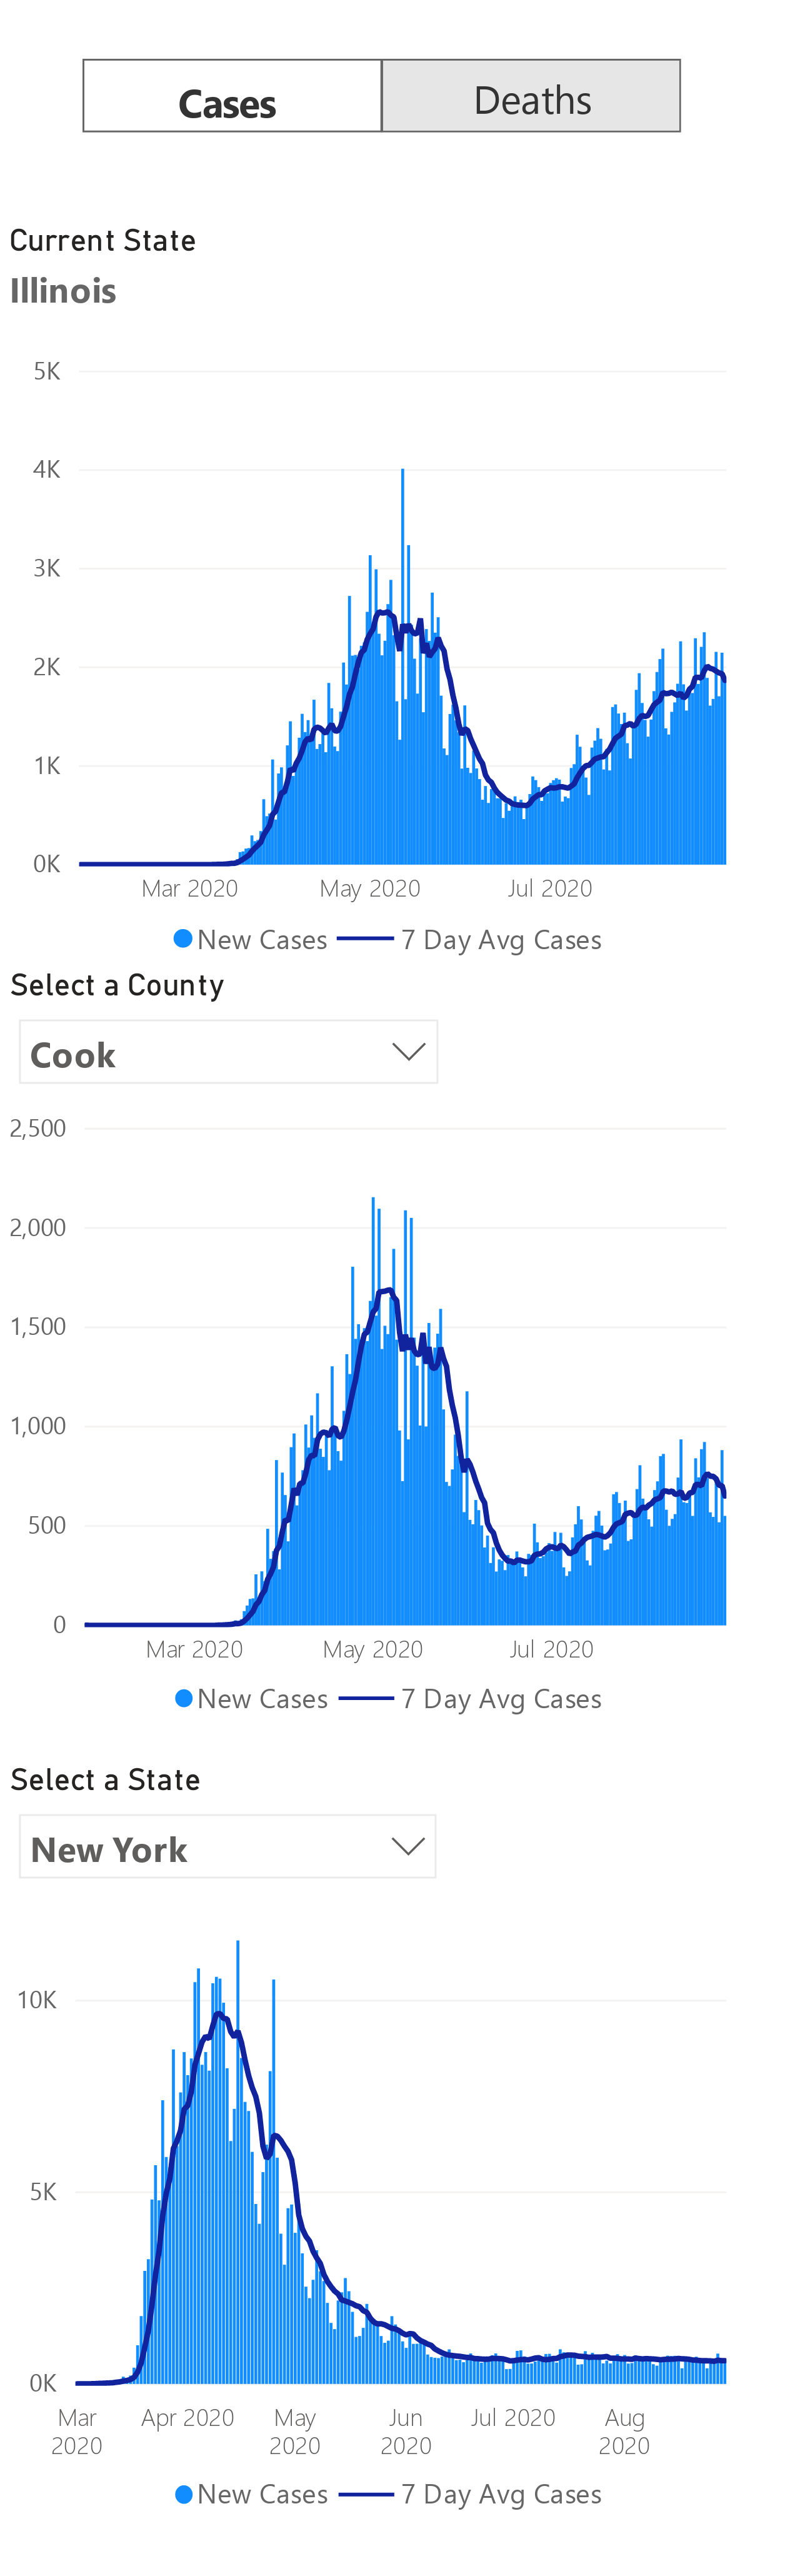 Cases Deaths
Current State
Illinois
5K
4K
3K
2K
1K
0K
Mar 2020 May 2020 Jul 2020
New Cases 7 Day Avg Cases
Select a County
Cook
2,500
2,000
1,500
1,000
500
0
Mar 2020 May 2020 Jul 2020
New Cases 7 Day Avg Cases
Select a State
New York
10K
5K
0K
Mar Apr 2020 May Jun Jul 2020 Aug
2020 2020 2020 2020
New Cases 7 Day Avg Cases